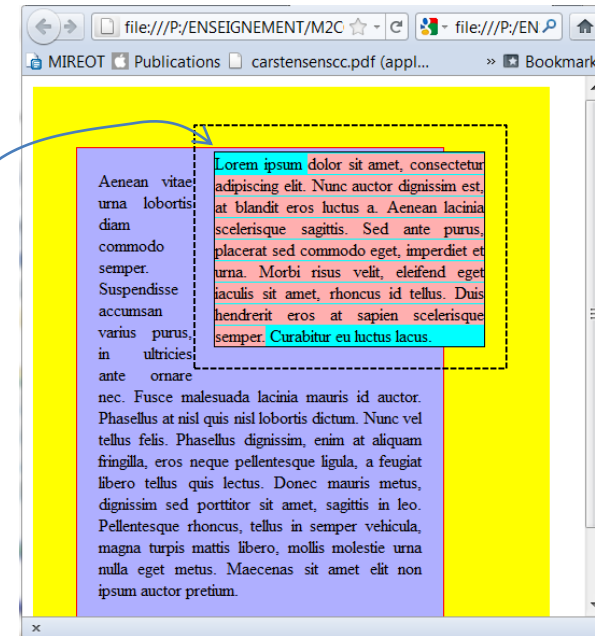 file:///P:/ENSEIGNEMENT/M2C
file:///P:/EN
MIREOT Publications carstensenscc.pdf (appl... » Bookmark
Lorem ipsum dolor sit amet, consectetur
adipiscing elit. Nunc auctor dignissim est,
at blandit eros luctus a. Aenean lacinia
scelerisque sagittis. Sed ante purus,
placerat sed commodo eget, imperdiet et
urna. Morbi risus velit, eleifend eget
iaculis sit amet, rhoncus id tellus. Duis
hendrerit eros at sapien scelerisque
semper. Curabitur eu luctus lacus.
Aenean vitae
urna lobortis
diam
commodo
semper.
Suspendisse
accumsan
varius purus,
in ultricies
ante ornare
nec. Fusce malesuada lacinia mauris id auctor.
Phasellus at nisl quis nisl lobortis dictum. Nunc vel
tellus felis. Phasellus dignissim, enim at aliquam
fringilla, eros neque pellentesque ligula, a feugiat
libero tellus quis lectus. Donec mauris metus,
dignissim sed porttitor sit amet, sagittis in leo.
Pellentesque rhoncus, tellus in semper vehicula,
magna turpis mattis libero, mollis molestie urna
nulla eget metus. Maecenas sit amet elit non
ipsum auctor pretium.